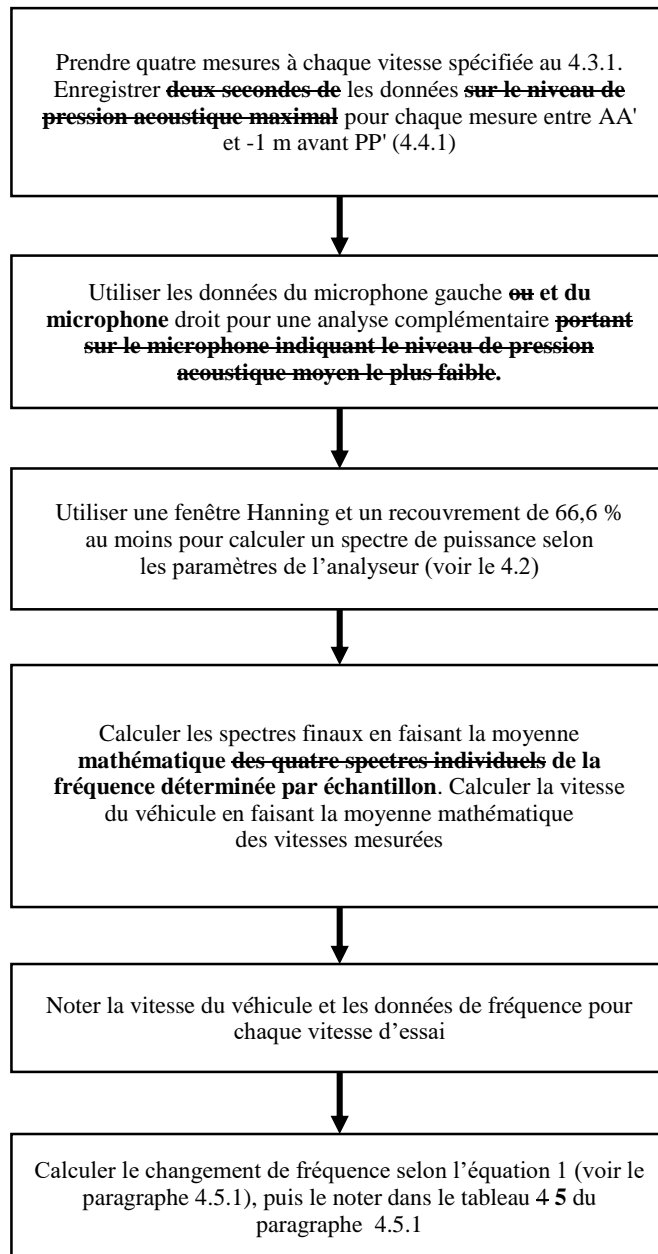 Prendre quatre mesures à chaque vitesse spécifiée au 4.3.1.
Enregistrer deux secondes de les données sur le niveau de
pression acoustique maximal pour chaque mesure entre AA'
et -1 m avant PP' (4.4.1)
Utiliser les données du microphone gauche ou et du
microphone droit pour une analyse complémentaire portant
sur le microphone indiquant le niveau de pression
acoustique moyen le plus faible.
Utiliser une fenêtre Hanning et un recouvrement de 66,6 %
au moins pour calculer un spectre de puissance selon
les paramètres de l’analyseur (voir le 4.2)
Calculer les spectres finaux en faisant la moyenne
mathématique des quatre spectres individuels de la
fréquence déterminée par échantillon. Calculer la vitesse
du véhicule en faisant la moyenne mathématique
des vitesses mesurées
Noter la vitesse du véhicule et les données de fréquence pour
chaque vitesse d’essai
Calculer le changement de fréquence selon l’équation 1 (voir le
paragraphe 4.5.1), puis le noter dans le tableau 4 5 du
paragraphe 4.5.1